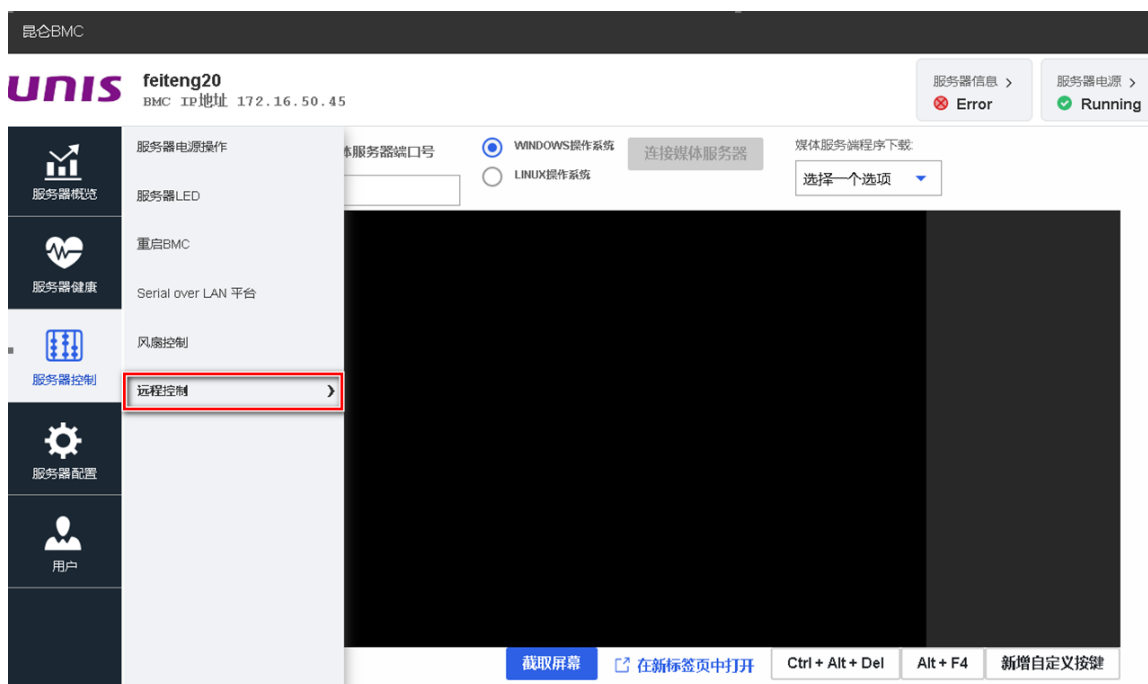 昆仑BMC
UNIS
feiteng20
BMC IP地址 172.16.50.45
服务器信息 >
Error
服务器电源 >
Running
服务器概览
服务器健康
服务器控制
服务器配置
用户
服务器电源操作
服务器LED
重启BMC
Serial over LAN 平台
风扇控制
远程控制
服务器端口号
WINDOWS操作系统
LINUX操作系统
连接媒体服务器
媒体服务端程序下载:
选择一个选项
截取屏幕
在新标签页中打开
Ctrl + Alt + Del
Alt + F4
新增自定义按键